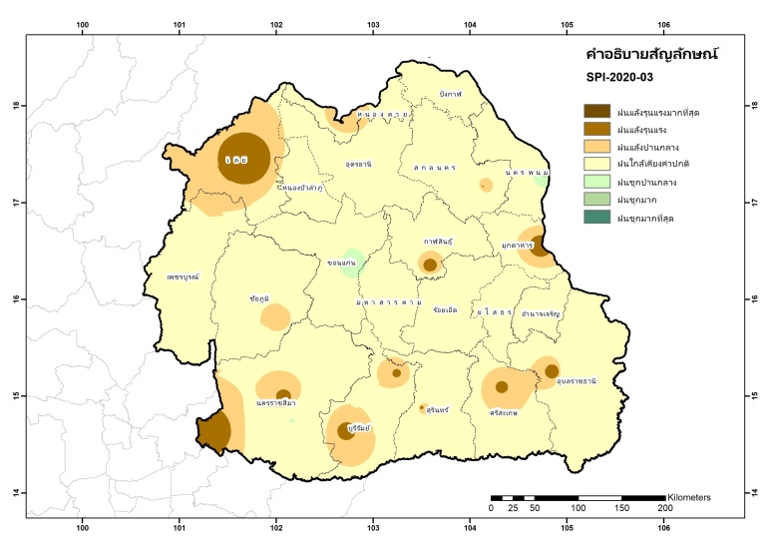 100 101 102 103 104 105 106
คำอธิบายสัญลักษณ์
SPI-2020-03
ฝนแล้งรุนแรงมากที่สุด
ฝนแล้งรุนแรง
ฝนแล้งปานกลาง
ฝนใกล้เคียงค่าปกติ
ฝนชุกปานกลาง
ฝนชุกมาก
ฝนชุกมากที่สุด
บึงกาฬ
18 18
หนองคาย
เลย
อุดรธานี
สกลนคร
นครพนม
หนองบัวลำภู
17 17
กาฬสินธุ์
มุกดาหาร
ขอนแก่น
เพชรบูรณ์
16 16
ชัยภูมิ
มหาสารคาม
ร้อยเอ็ด
ยโสธร
อำนาจเจริญ
15 15
อุบลราชธานี
นครราชสีมา
สุรินทร์
ศรีสะเกษ
บุรีรัมย์
14 14
Kilometers
0 25 50 100 150 200
100 101 102 103 104 105 106